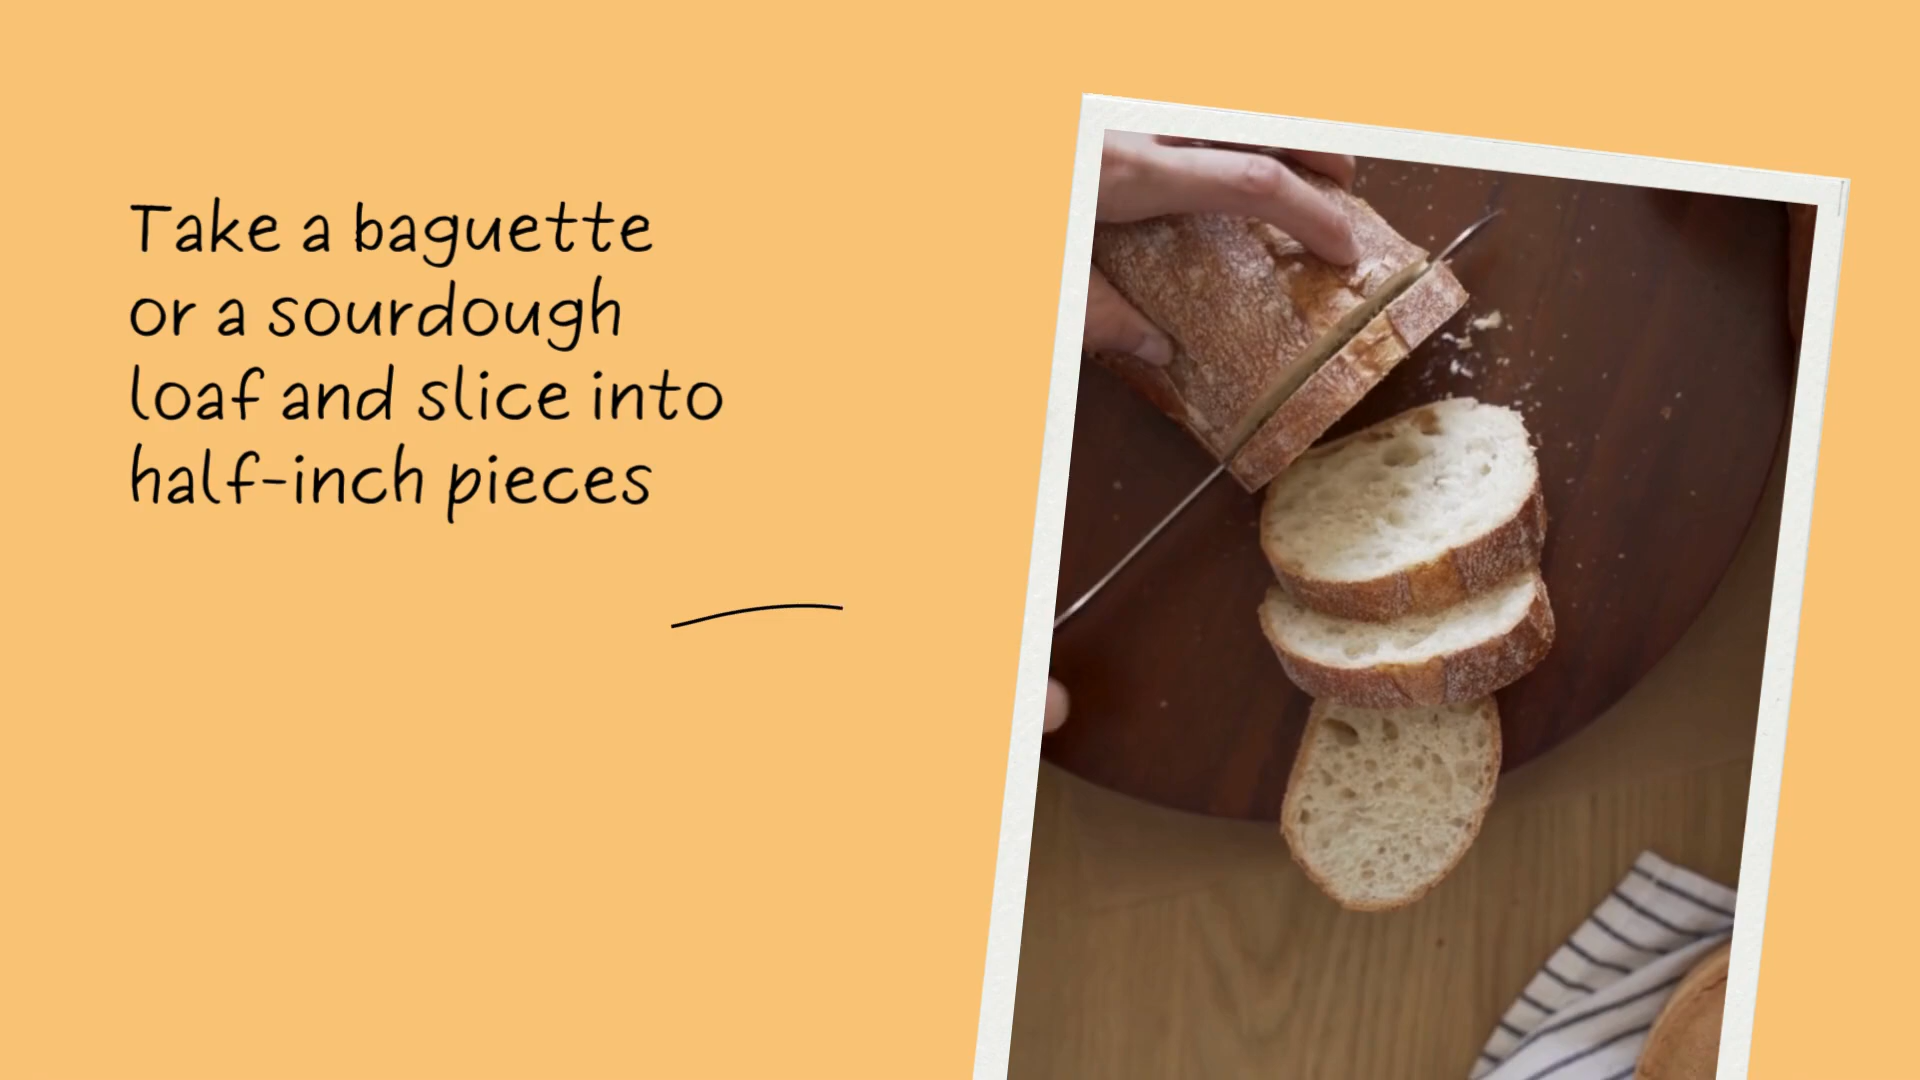 Take a baguette
or a sourdough
loaf and slice into
half-inch pieces